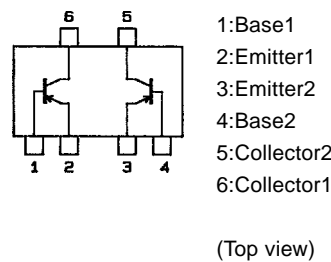 6 5
1 2 3 4
1:Base1
2:Emitter1
3:Emitter2
4:Base2
5:Collector2
6:Collector1
(Top view)